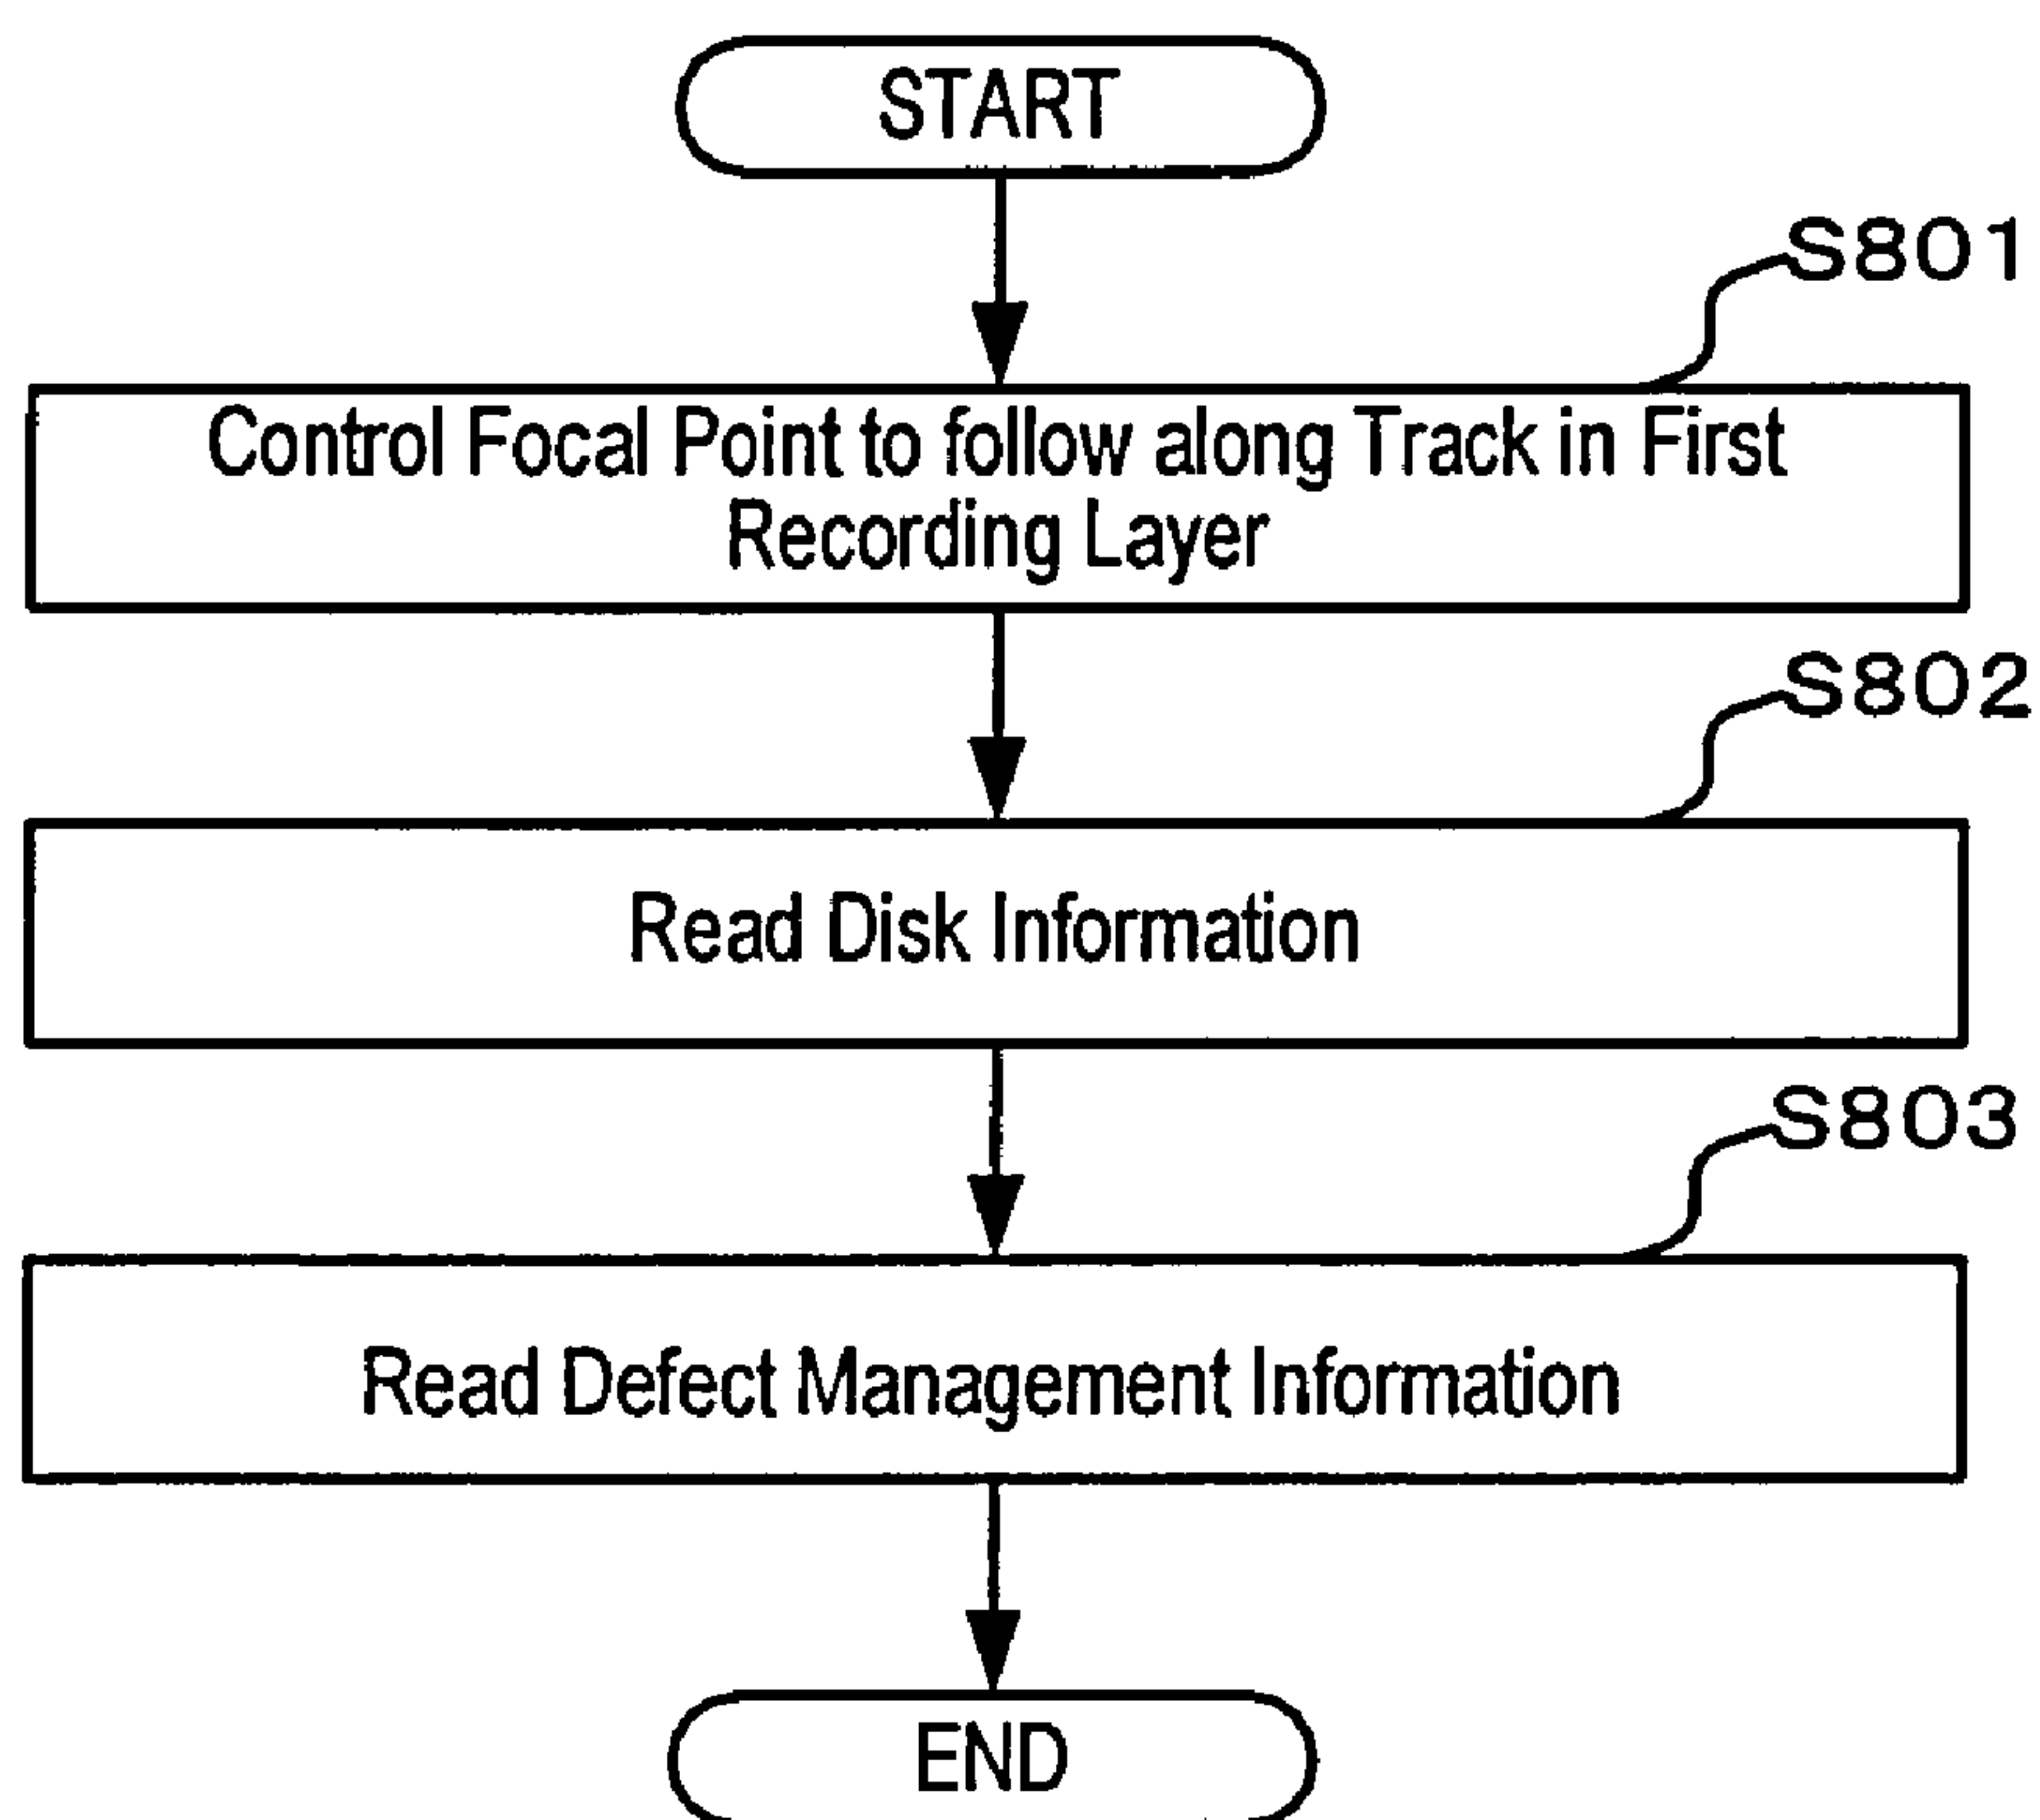 START
S801
Control Focal Point to follow along Track in First
Recording Layer
S802
Read Disk Information
S803
Read Defect Management Information
END